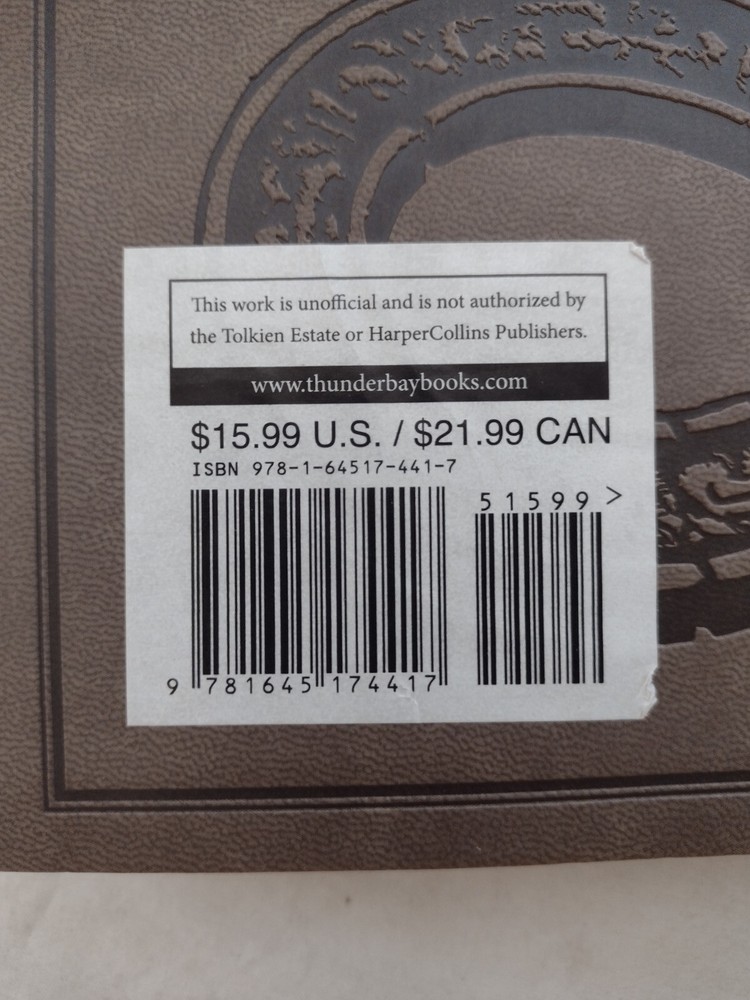 This work is unofficial and is not authorized by
the Tolkien Estate or HarperCollins Publishers.
www.thunderbaybooks.com
$15.99 U.S. / $21.99 CAN
ISBN 978-1-64517-441-7
51599>
9 781645 174417